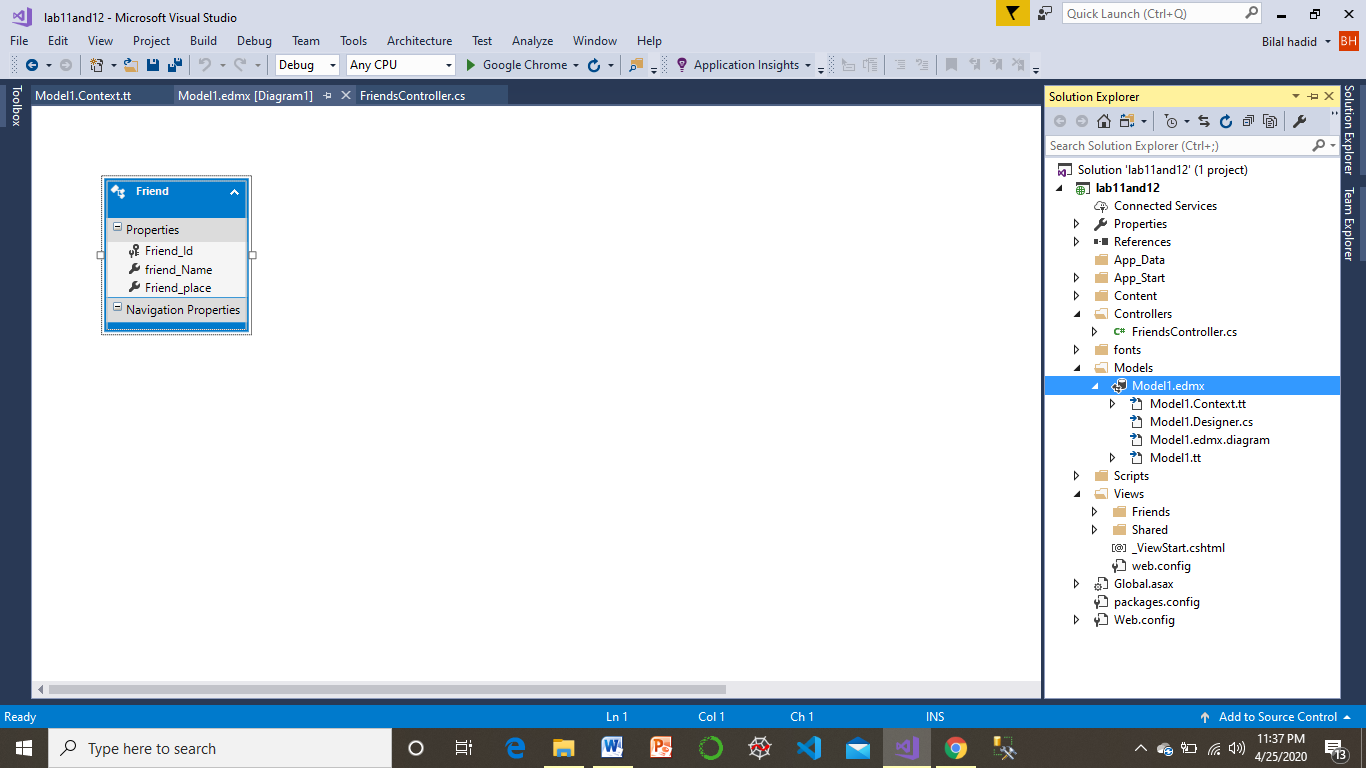 lab11and12 - Microsoft Visual Studio
Quick Launch (Ctrl+Q)
File Edit View Project Build Debug Team Tools Architecture Test Analyze Window Help
Bilal hadid BH
Debug Any CPU Google Chrome Application Insights
Toolbox
Model1.Context.tt Model1.edmx [Diagram1] FriendsController.cs
Friend
Properties
Friend_Id
friend_Name
Friend_place
Navigation Properties
Solution Explorer
Search Solution Explorer (Ctrl+;)
Solution 'lab11and12' (1 project)
lab11and12
Connected Services
Properties
References
App_Data
App_Start
Content
Controllers
C# FriendsController.cs
fonts
Models
Model1.edmx
Model1.Context.tt
Model1.Designer.cs
Model1.edmx.diagram
Model1.tt
Scripts
Views
Friends
Shared
_ViewStart.cshtml
web.config
Global.asax
packages.config
Web.config
Solution Explorer
Team Explorer
Ready Ln 1 Col 1 Ch 1 INS Add to Source Control
Type here to search
11:37 PM
4/25/2020
13